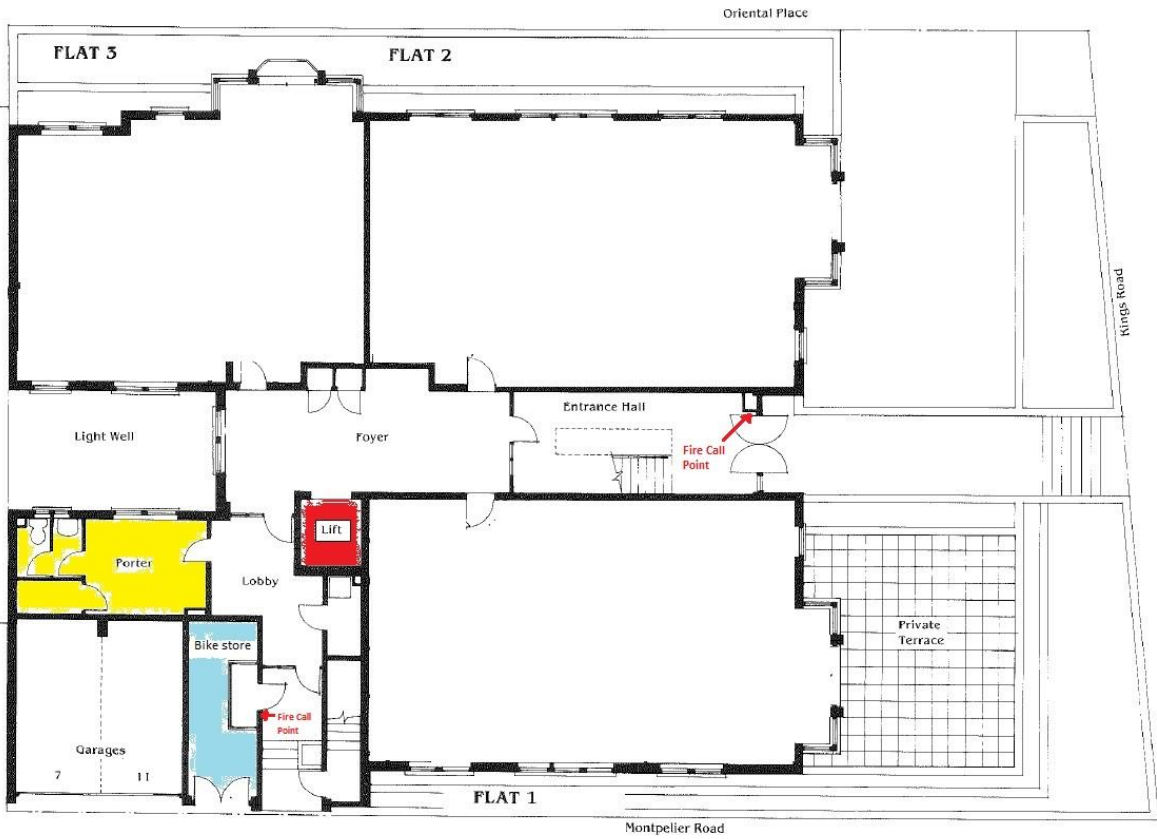 Oriental Place
FLAT 3
FLAT 2
Kings Road
Entrance Hall
Light Well
Foyer
Fire Call
Point
Lift
Porter
Lobby
Private
Terrace
Bike store
Fire Call
Point
Garages
7
11
FLAT 1
Montpelier Road